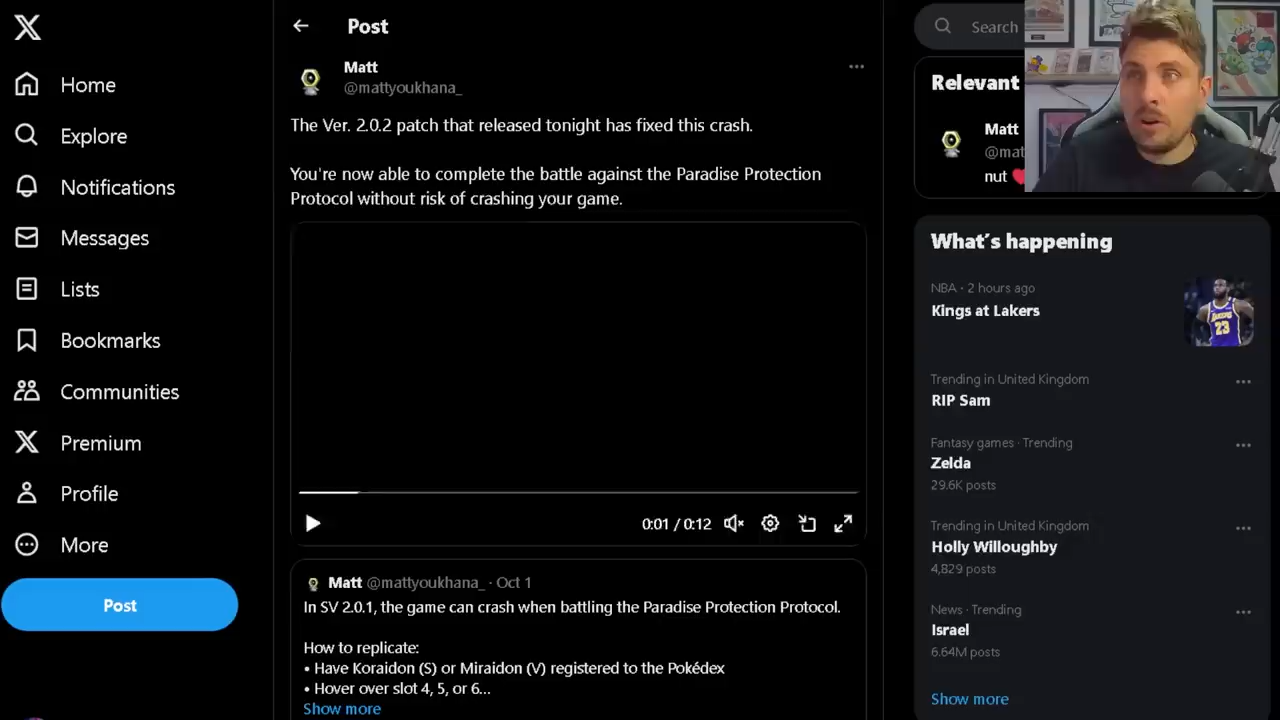 Home
Explore
Notifications
Messages
Lists
Bookmarks
Communities
Premium
Profile
More
Post
Post
Matt
@mattyoukhana_
The Ver. 2.0.2 patch that released tonight has fixed this crash.
You're now able to complete the battle against the Paradise Protection
Protocol without risk of crashing your game.
0:01 / 0:12
Matt @mattyoukhana_ · Oct 1
In SV 2.0.1, the game can crash when battling the Paradise Protection Protocol.
How to replicate:
• Have Koraidon (S) or Miraidon (V) registered to the Pokédex
• Hover over slot 4, 5, or 6...
Show more
Search
Relevant
Matt
@mat
nut
What's happening
NBA · 2 hours ago
Kings at Lakers
23
Trending in United Kingdom
RIP Sam
Fantasy games · Trending
Zelda
29.6K posts
Trending in United Kingdom
Holly Willoughby
4,829 posts
News · Trending
Israel
6.64M posts
Show more